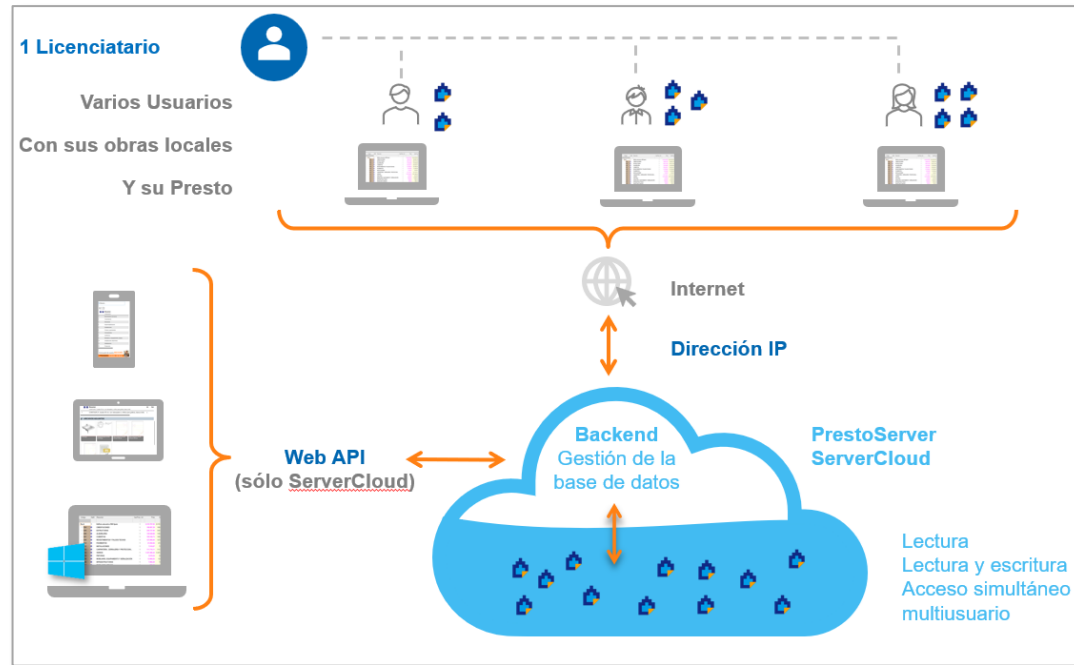 1 Licenciatario
Varios Usuarios
Con sus obras locales
Y su Presto
Internet
Dirección IP
Backend
Gestión de la
base de datos
PrestoServer
ServerCloud
Web API
(sólo ServerCloud)
Lectura
Lectura y escritura
Acceso simultáneo
multiusuario